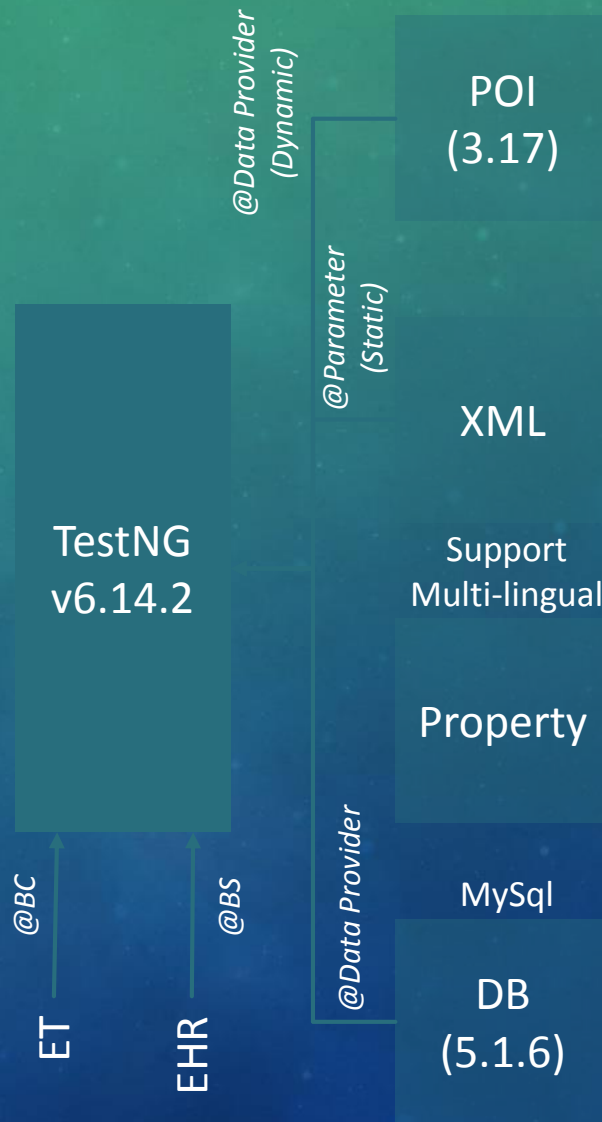 @Data Provider
(Dynamic)
POI
(3.17)
@Parameter
(Static)
XML
TestNG
v6.14.2
Support
Multi-lingual
Property
@BC
@BS
@Data Provider
MySql
ET
EHR
DB
(5.1.6)